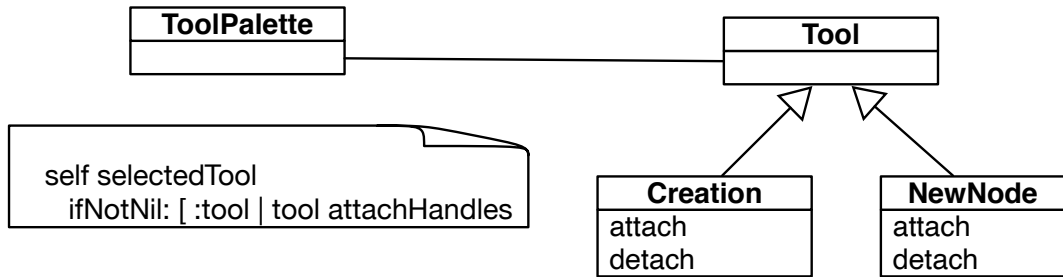 ToolPalette
Tool
self selectedTool
ifNotNil: [ :tool | tool attachHandles
Creation
attach
detach
NewNode
attach
detach